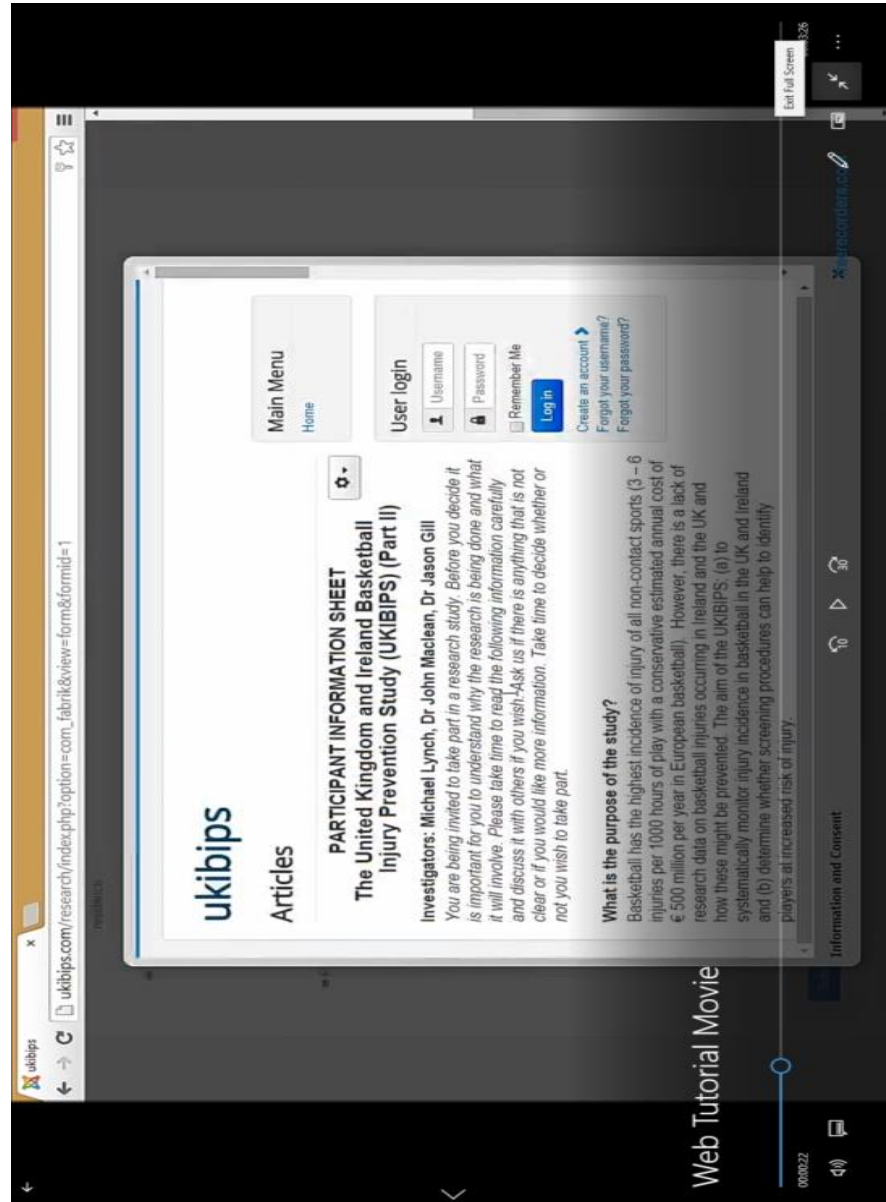 ukibips
ukibips.com/research/index.php?option=com_fabrik&view=form&formid=1
ukibips
Articles
PARTICIPANT INFORMATION SHEET
The United Kingdom and Ireland Basketball
Injury Prevention Study (UKIBIPS) (Part II)
Investigators: Michael Lynch, Dr John Maclean, Dr Jason Gill
You are being invited to take part in a research study. Before you decide it
is important for you to understand why the research is being done and what
it will involve. Please take time to read the following information carefully
and discuss it with others if you wish. Ask us if there is anything that is not
clear or if you would like more information. Take time to decide whether or
not you wish to take part.
What is the purpose of the study?
Basketball has the highest incidence of injury of all non-contact sports (3 – 6
injuries per 1000 hours of play with a conservative estimated annual cost of
€ 500 million per year in European basketball). However, there is a lack of
research data on basketball injuries occurring in Ireland and the UK and
how these might be prevented. The aim of the UKIBIPS: (a) to
systematically monitor injury incidence in basketball in the UK and Ireland
and (b) determine whether screening procedures can help to identify
players at increased risk of injury.
Main Menu
Home
User login
Username
Password
Remember Me
Log in
Create an account
Forgot your username?
Forgot your password?
Information and Consent
Web Tutorial Movie
00:00:22
10
30
Exit Full Screen
3:26